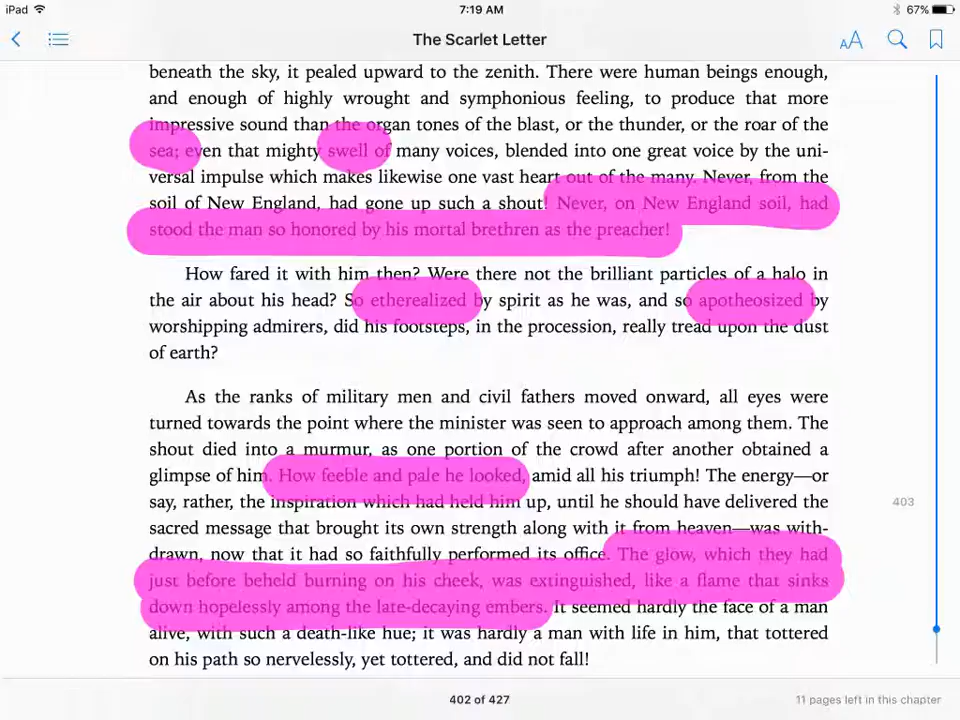 iPad 7:19 AM 67%
The Scarlet Letter AA
beneath the sky, it pealed upward to the zenith. There were human beings enough,
and enough of highly wrought and symphonious feeling, to produce that more
impressive sound than the organ tones of the blast, or the thunder, or the roar of the
sea; even that mighty swell of many voices, blended into one great voice by the uni-
versal impulse which makes likewise one vast heart out of the many. Never, from the
soil of New England, had gone up such a shout! Never, on New England soil, had
stood the man so honored by his mortal brethren as the preacher!
How fared it with him then? Were there not the brilliant particles of a halo in
the air about his head? So etherealized by spirit as he was, and so apotheosized by
worshipping admirers, did his footsteps, in the procession, really tread upon the dust
of earth?
As the ranks of military men and civil fathers moved onward, all eyes were
turned towards the point where the minister was seen to approach among them. The
shout died into a murmur, as one portion of the crowd after another obtained a
glimpse of him. How feeble and pale he looked, amid all his triumph! The energy—or
say, rather, the inspiration which had held him up, until he should have delivered the
403
sacred message that brought its own strength along with it from heaven—was with-
drawn, now that it had so faithfully performed its office. The glow, which they had
just before beheld burning on his cheek, was extinguished, like a flame that sinks
down hopelessly among the late-decaying embers. It seemed hardly the face of a man
alive, with such a death-like hue; it was hardly a man with life in him, that tottered
on his path so nervelessly, yet tottered, and did not fall!
402 of 427 11 pages left in this chapter